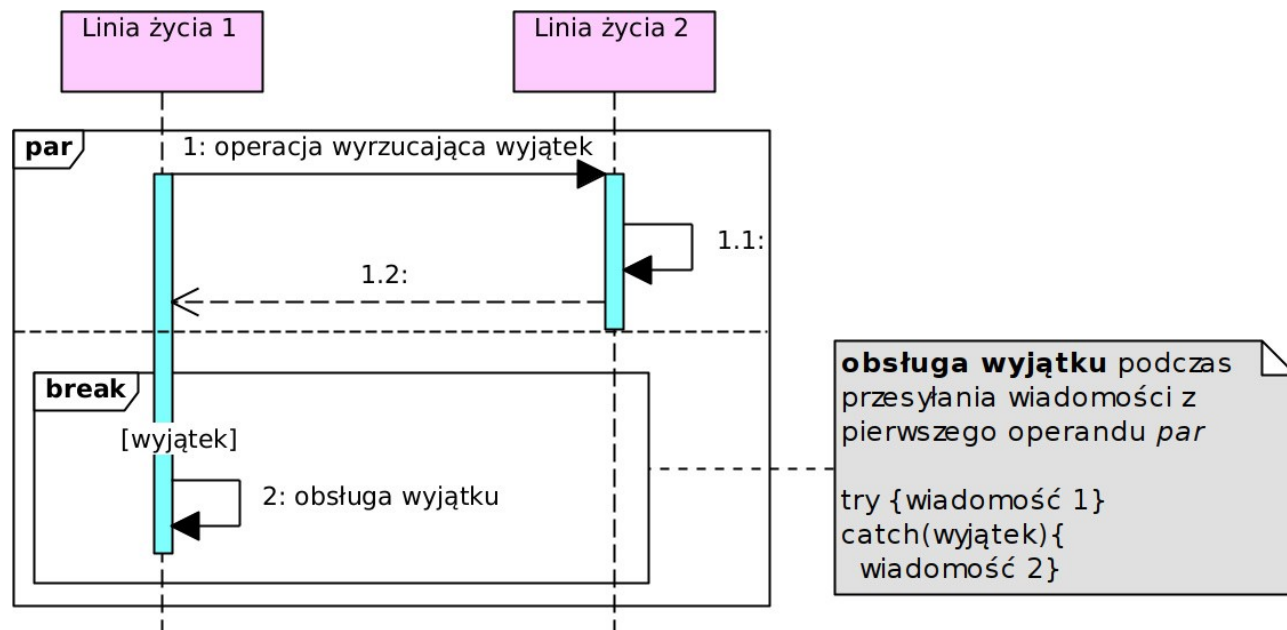 Linia życia 1
Linia życia 2
par
1: operacja wyrzucająca wyjątek
1.1:
1.2:
break
[wyjątek]
2: obsługa wyjątku
obsługa wyjątku podczas
przesyłania wiadomości z
pierwszego operandu par
try {wiadomość 1}
catch(wyjątek){
wiadomość 2}